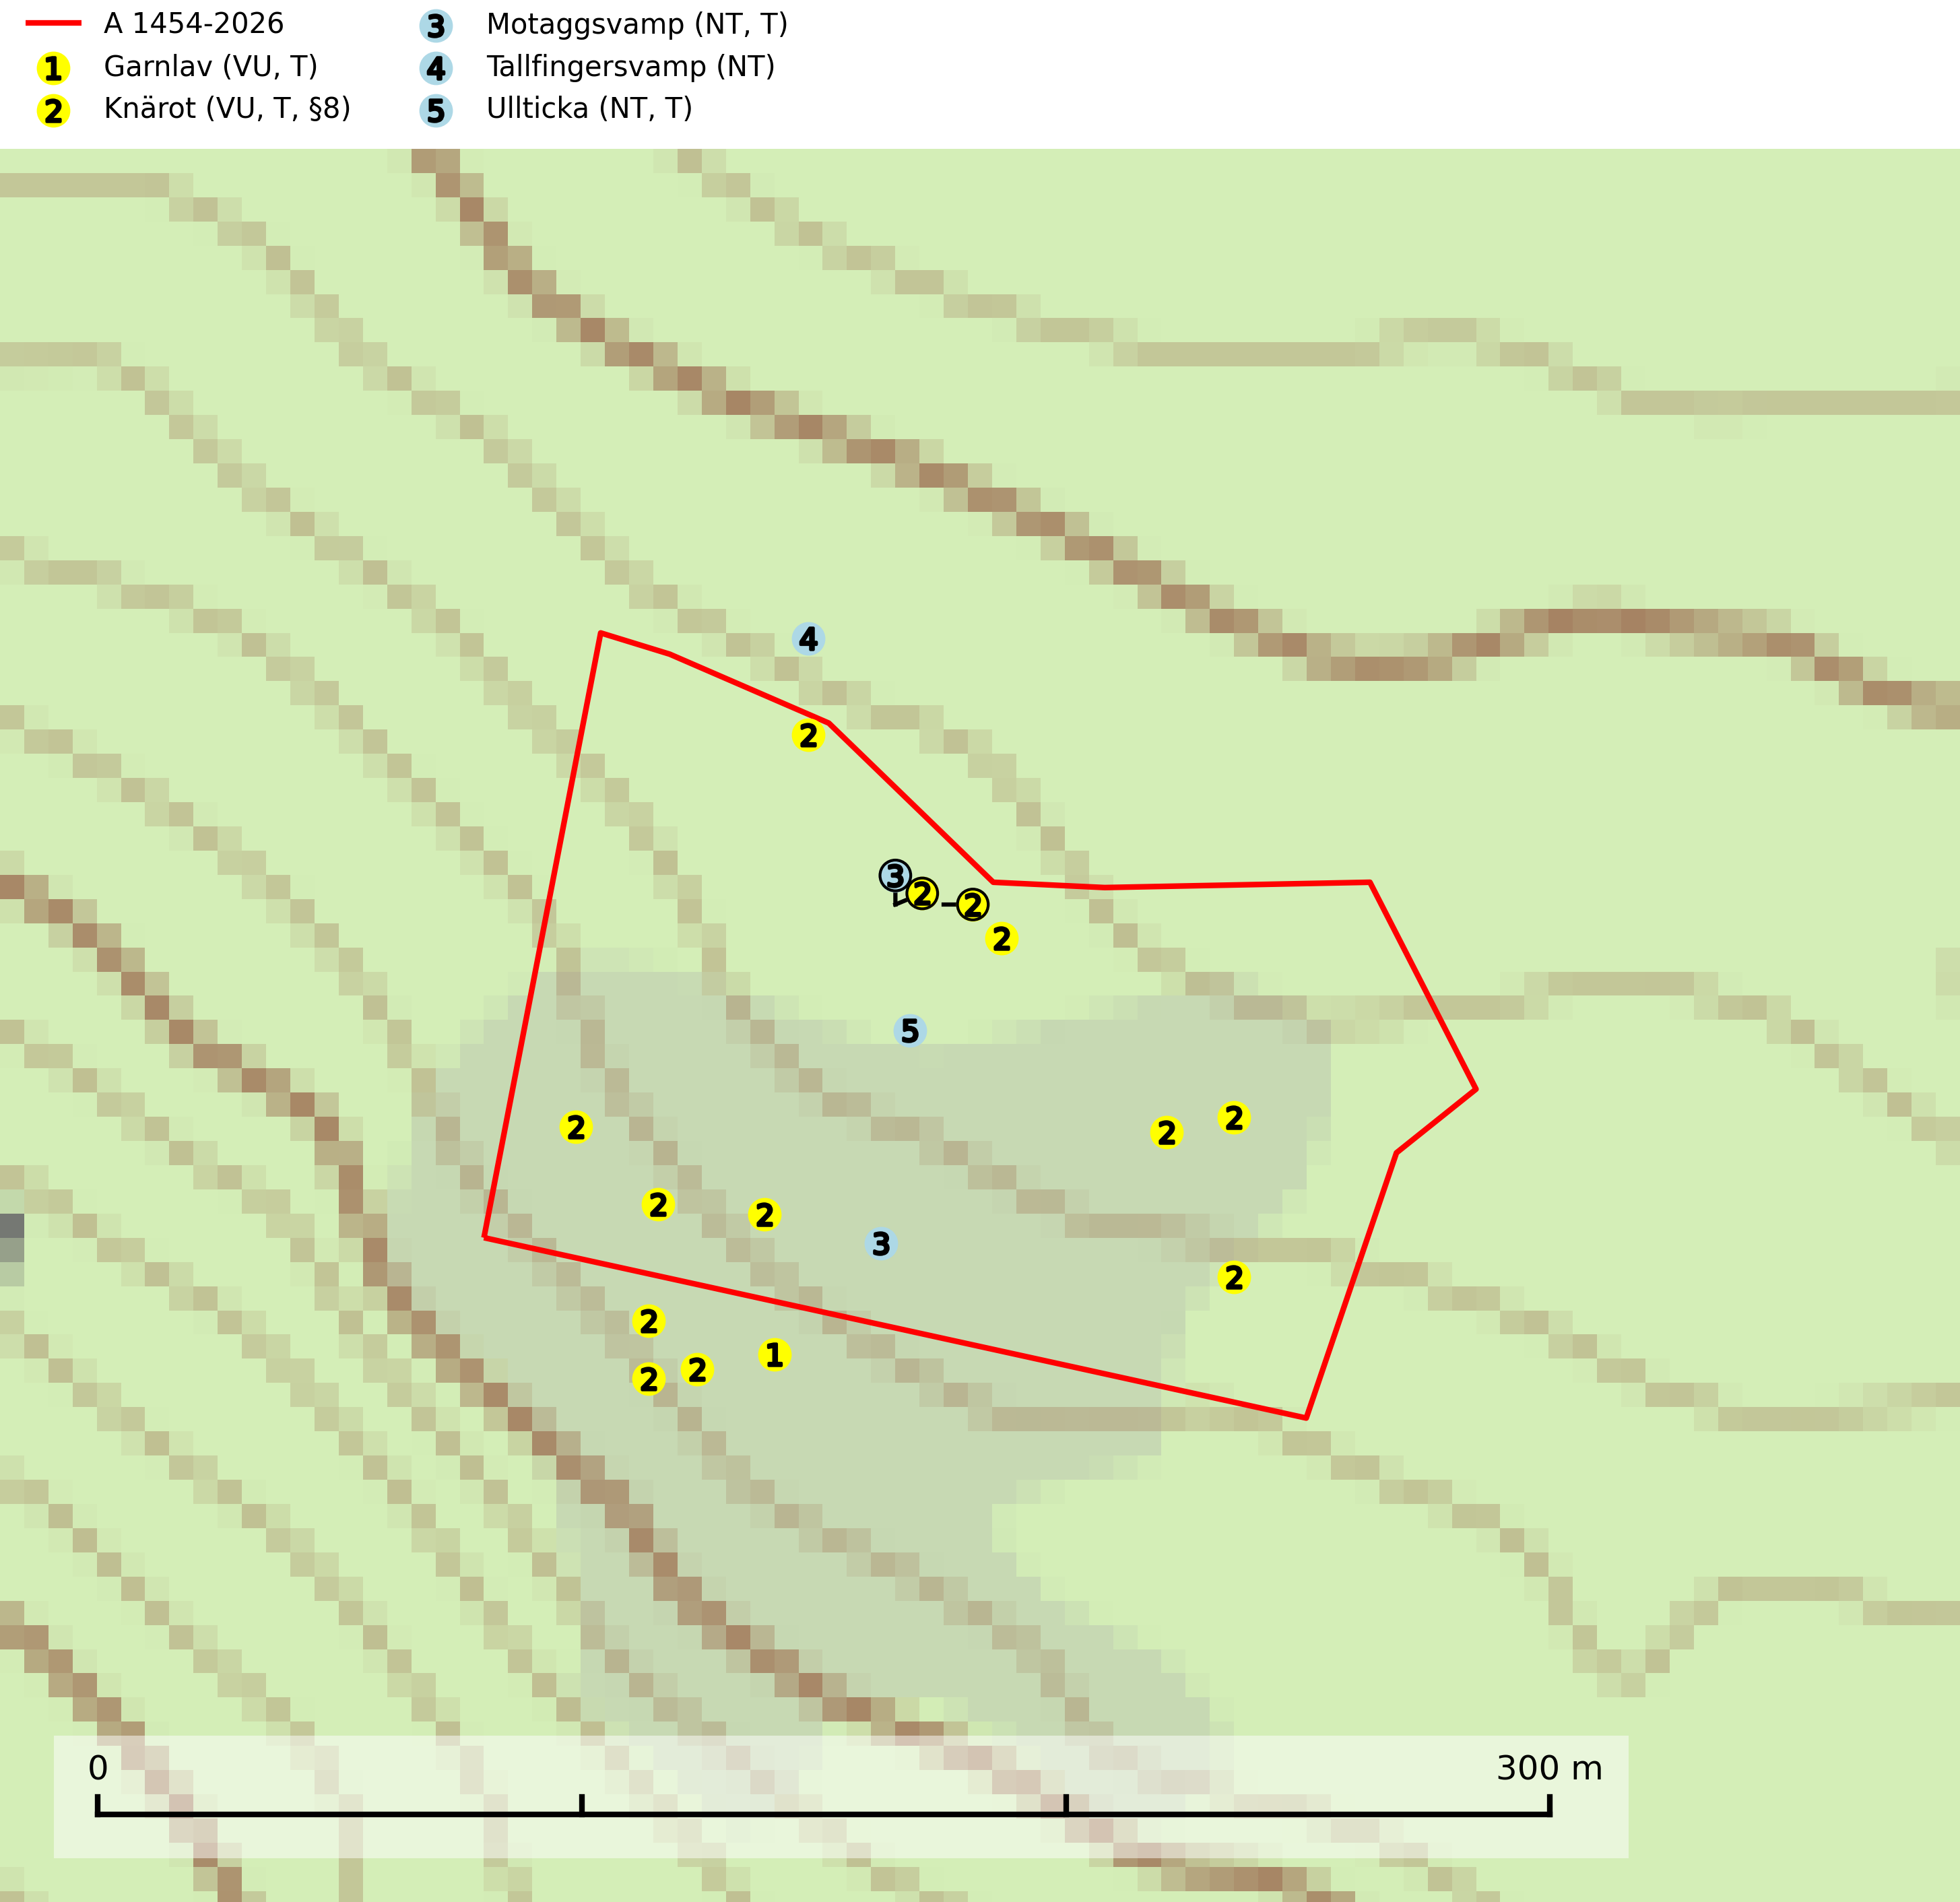 A 1454-2026
1 Garnlav (VU, T)
2 Knärot (VU, T, §8)
3 Motaggsvamp (NT, T)
4 Tallfingersvamp (NT)
5 Ullticka (NT, T)
4
2
3
2
2
2
5
2
2
2
2
2
3
2
2
1
2
2
0
300 m